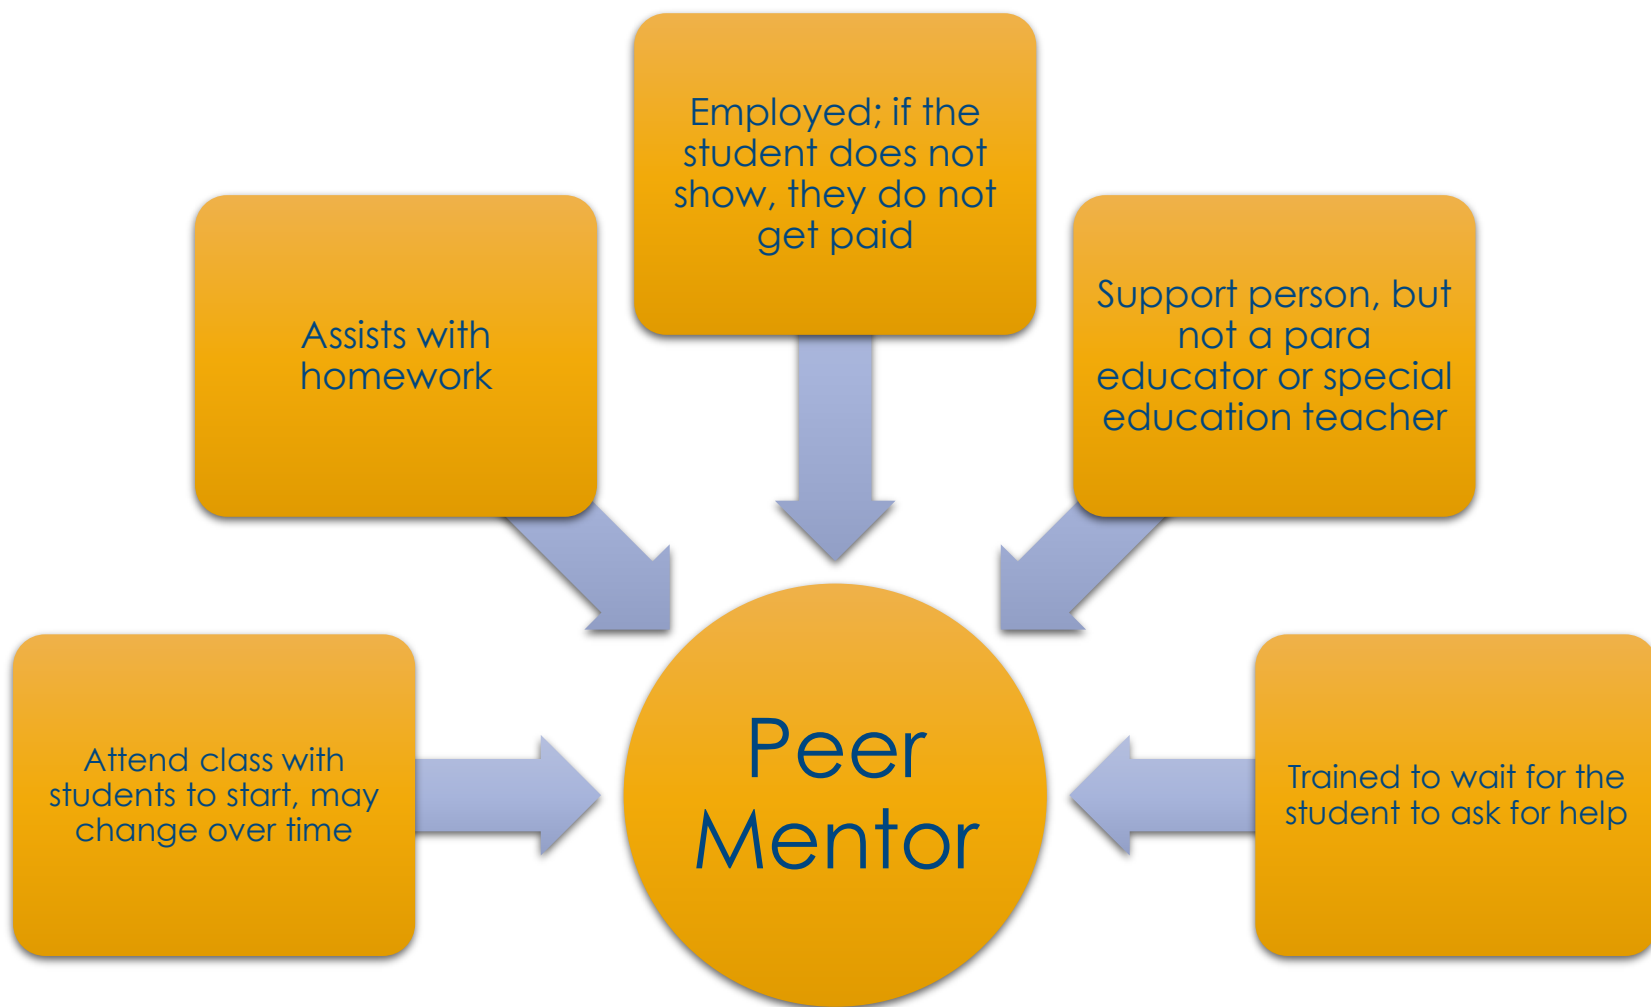 Employed; if the
student does not
show, they do not
get paid
Assists with
homework
Support person, but
not a para
educator or special
education teacher
Attend class with
students to start, may
change over time
Peer
Mentor
Trained to wait for the
student to ask for help